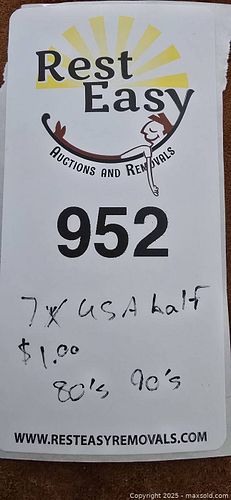 Rest
Easy
AUCTIONS AND REMOVALS
952
7x USA half
$1.00
80's 90's
WWW.RESTEASYREMOVALS.COM
Copyright 2025 - maxsold.com